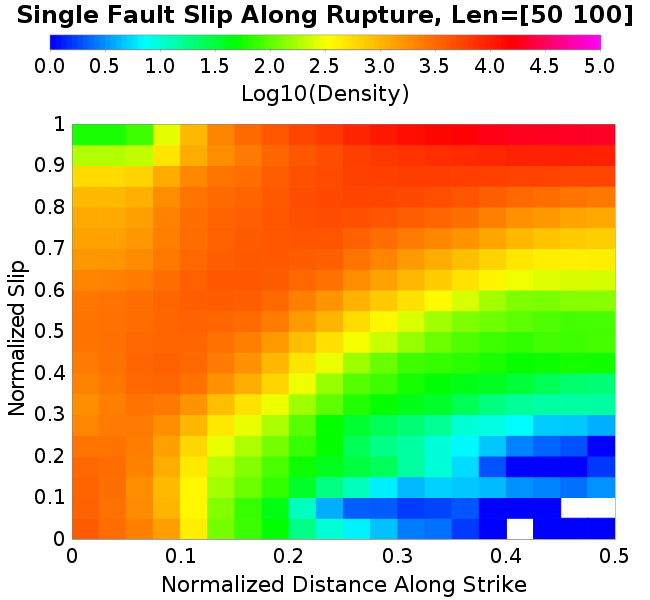 Single Fault Slip Along Rupture, Len=[50 100]
0.0 0.5 1.0 1.5 2.0 2.5 3.0 3.5 4.0 4.5 5.0
Log10(Density)
1
0.9
0.8
0.7
0.6
0.5
0.4
0.3
0.2
0.1
0
Normalized Slip
0 0.1 0.2 0.3 0.4 0.5
Normalized Distance Along Strike